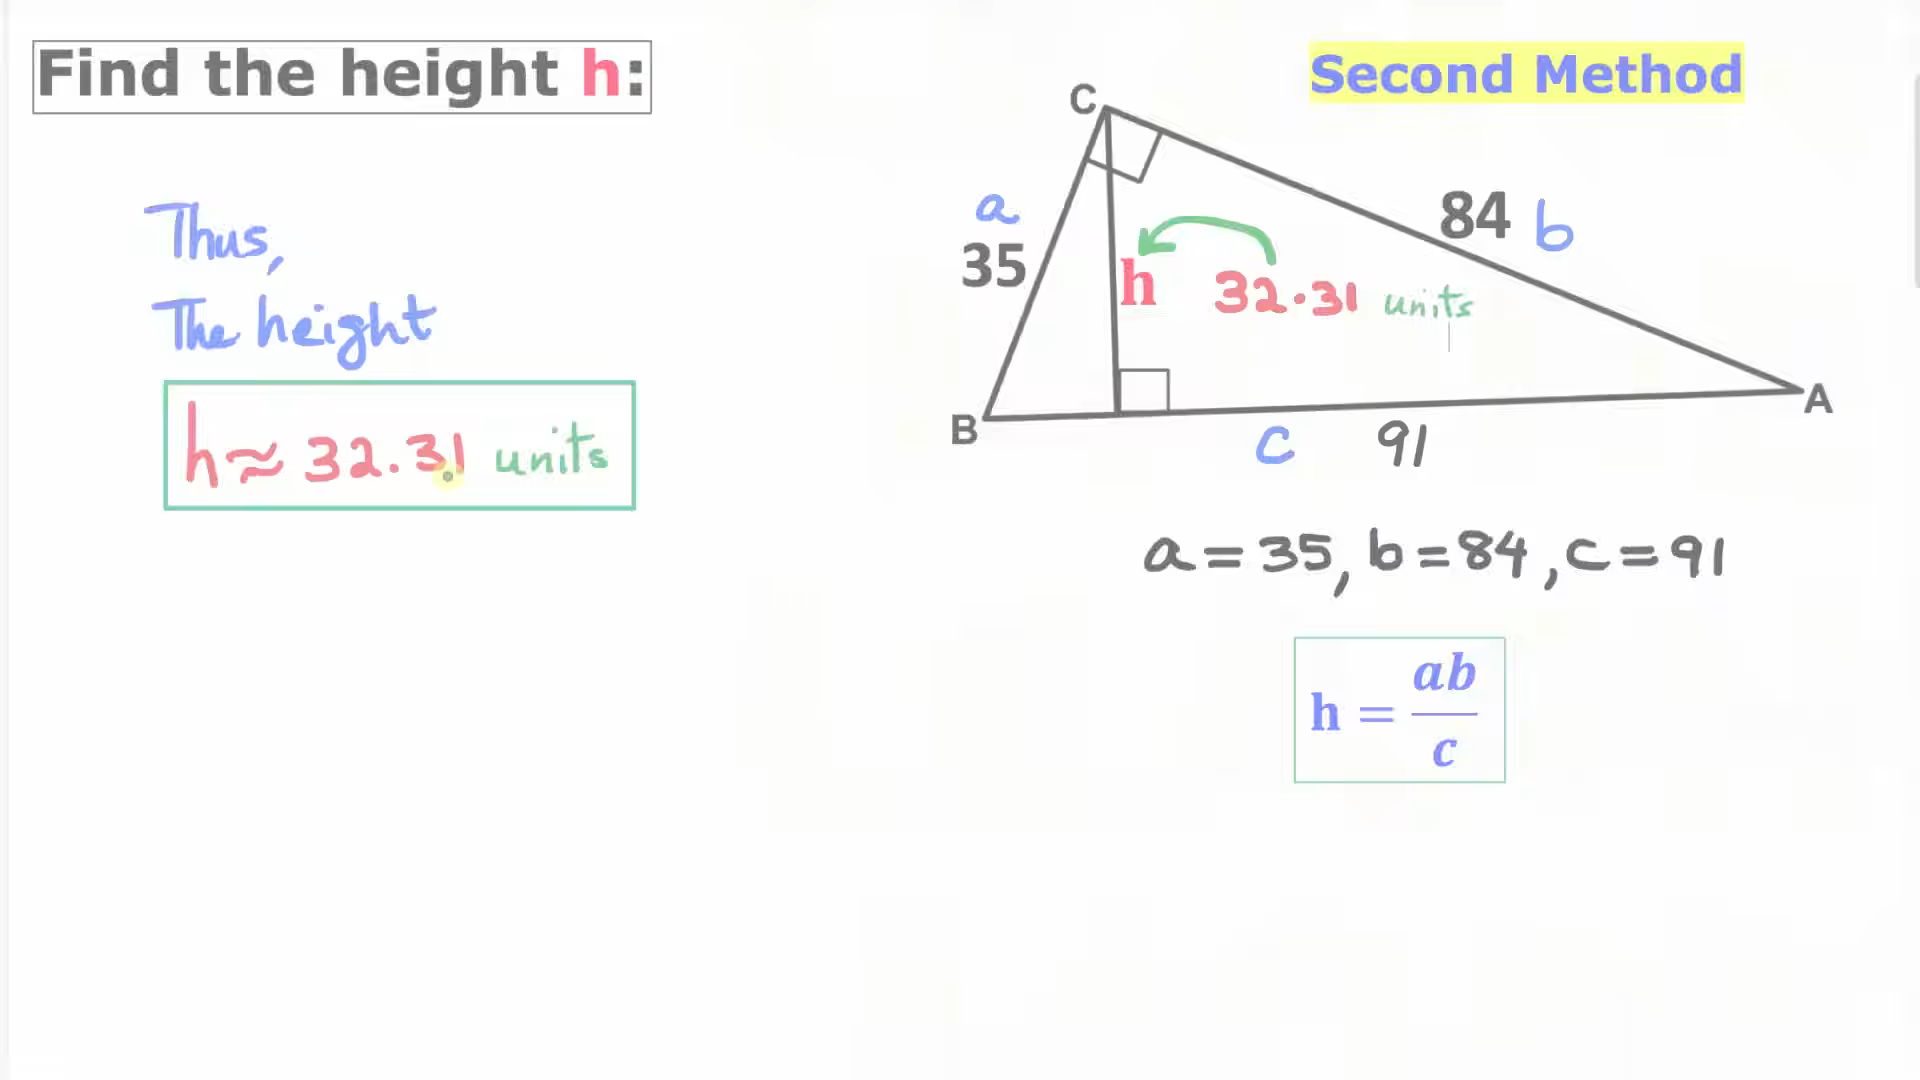 Find the height h:
Second Method
Thus,
The height
h ≈ 32.31 units
C
a
35
84 b
h 32.31 units
B
A
c 91
a = 35, b = 84, c = 91
h = ab/c